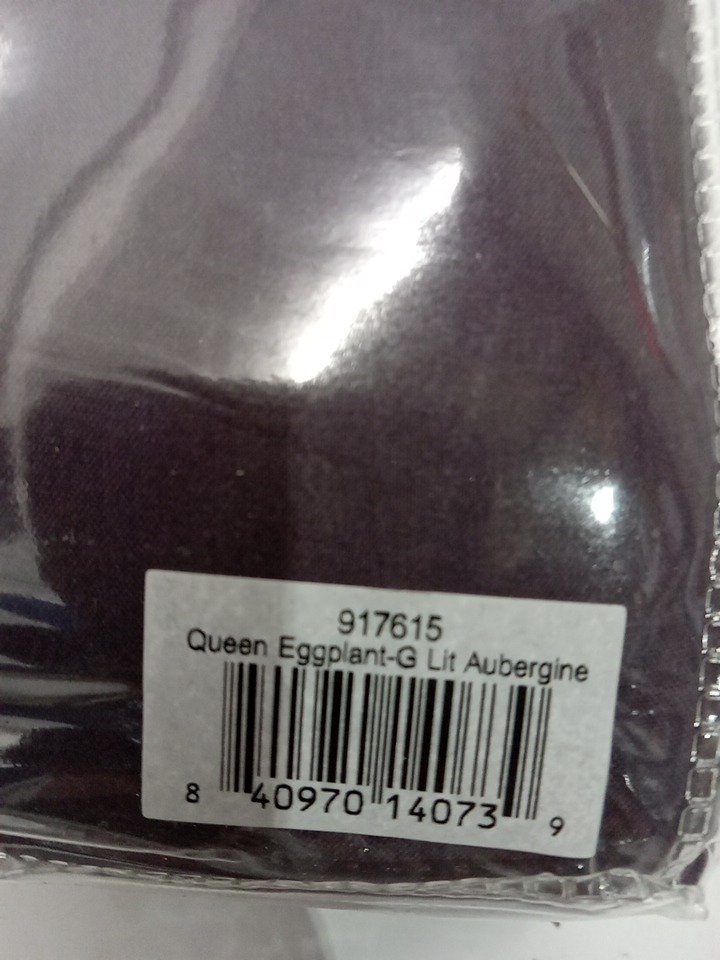 917615
Queen Eggplant-G Lit Aubergine
8 40970 14073 9